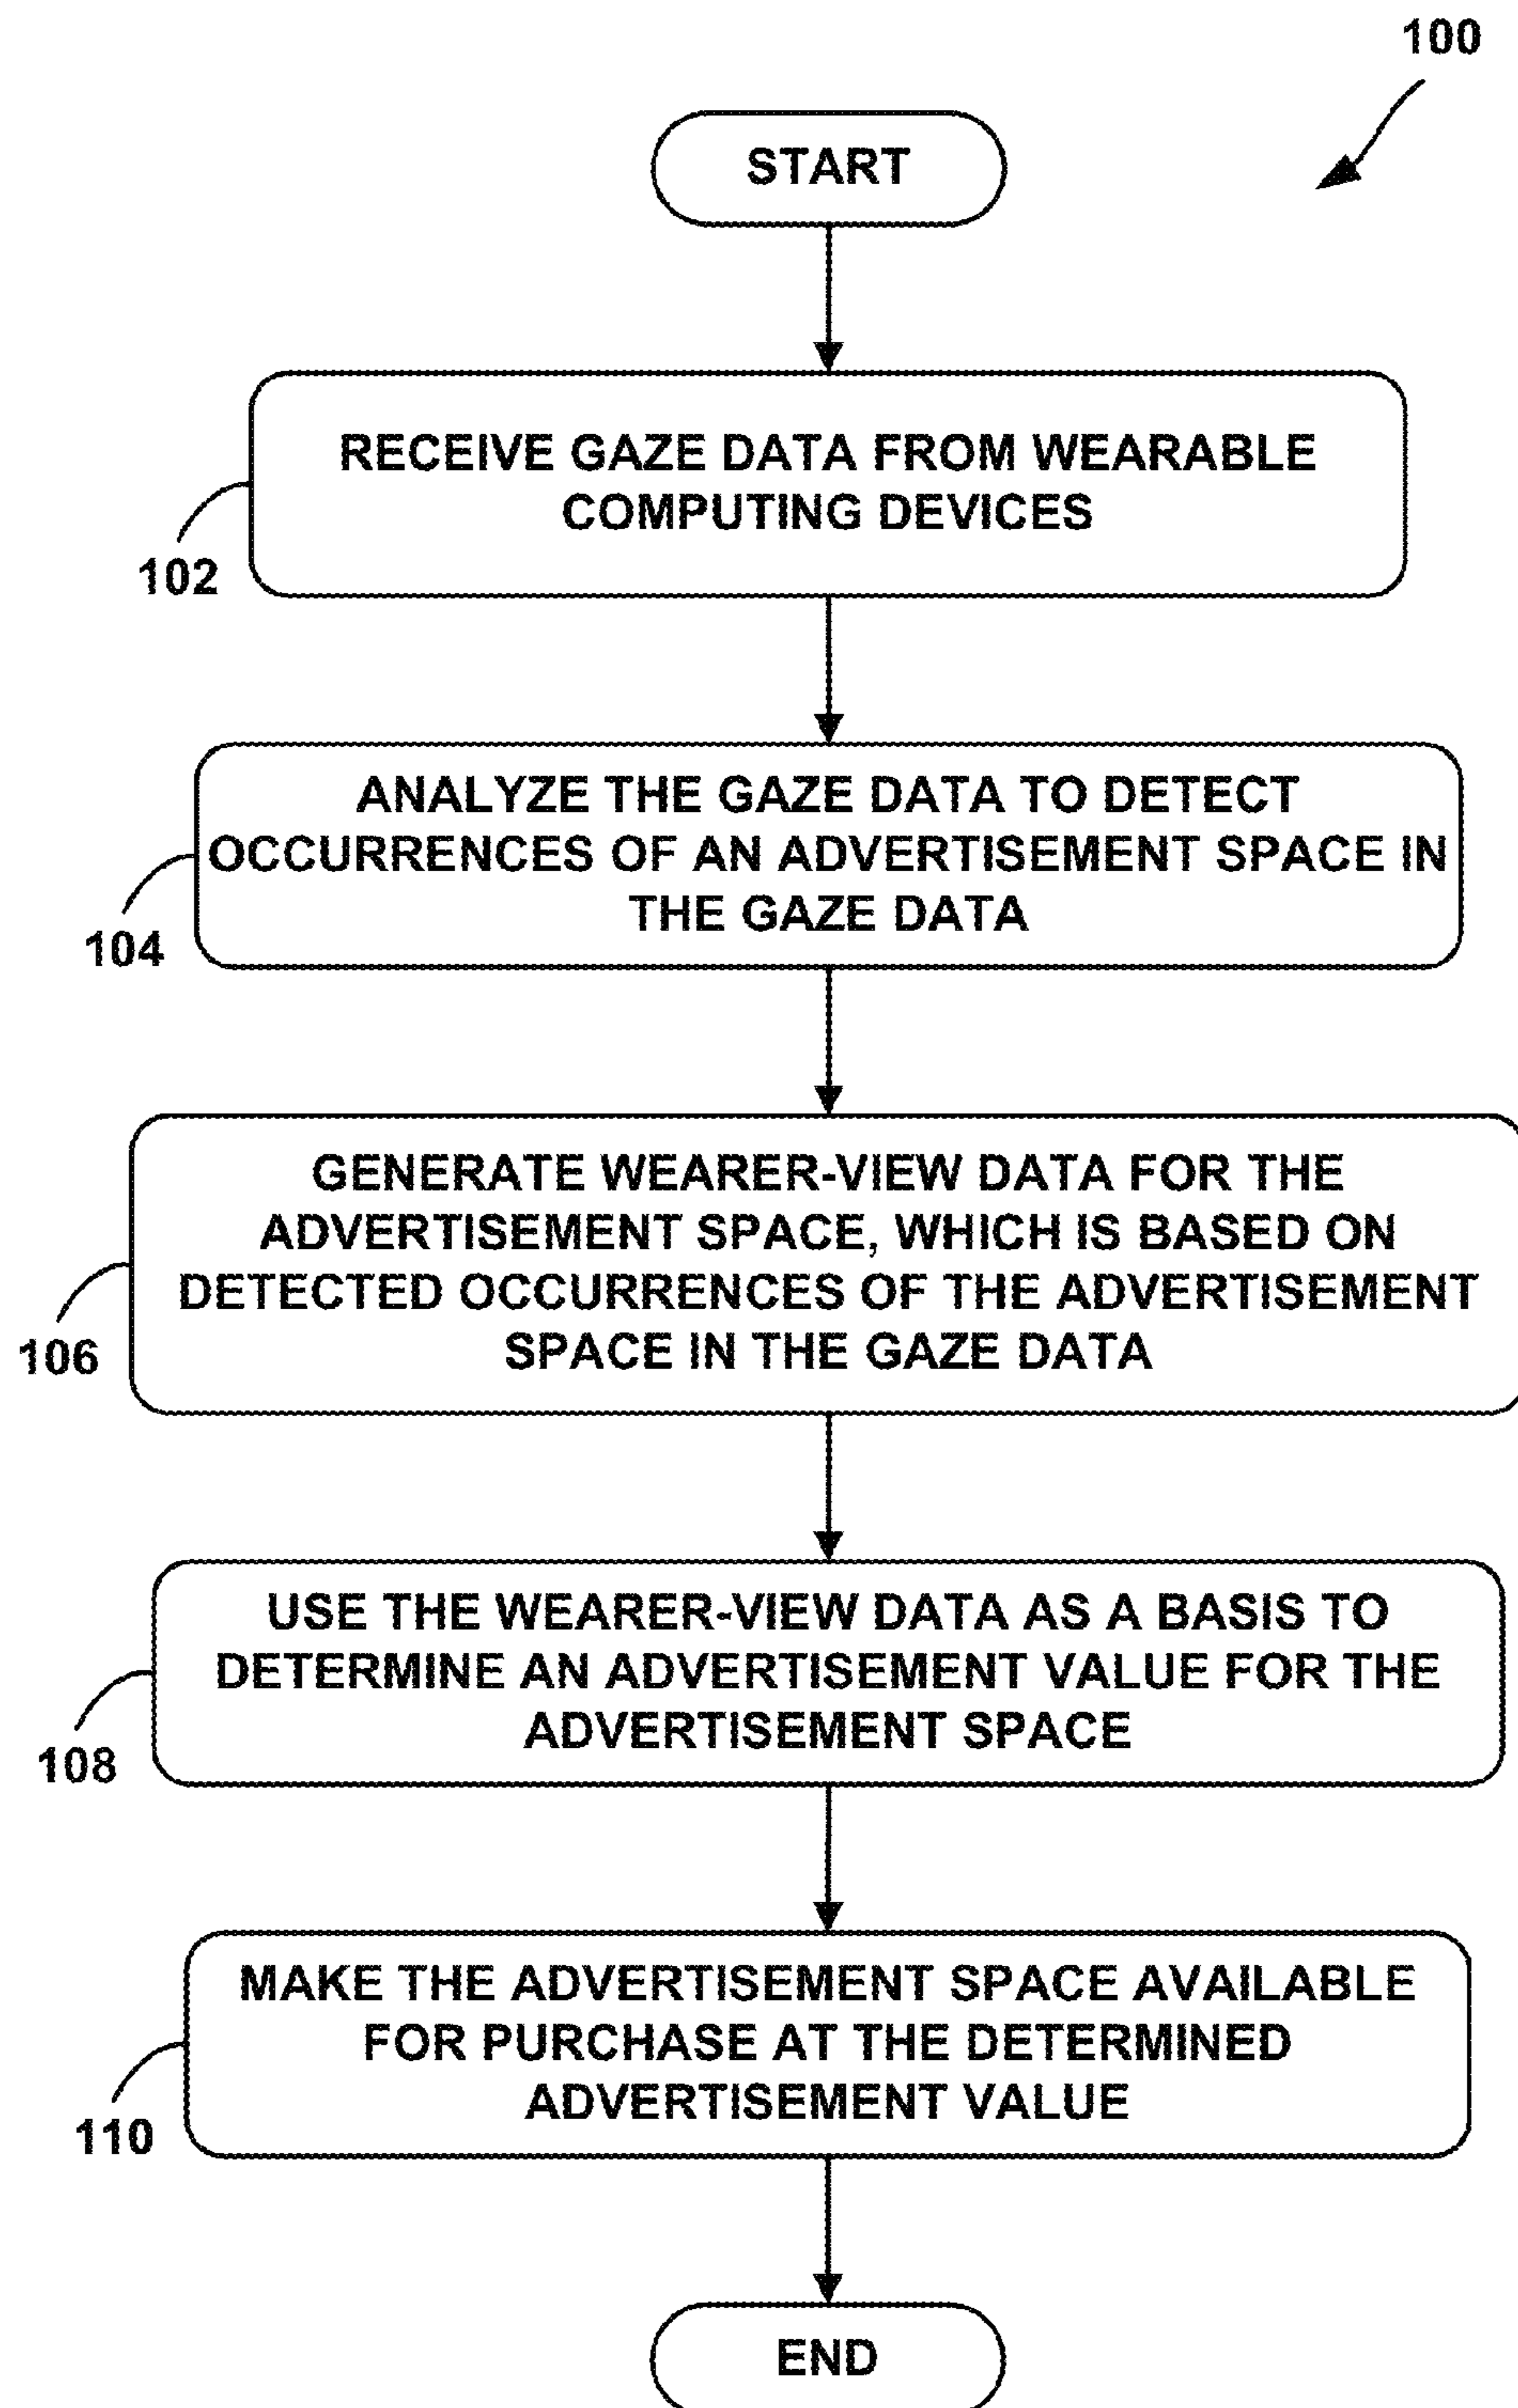 100
START
RECEIVE GAZE DATA FROM WEARABLE
COMPUTING DEVICES
102
ANALYZE THE GAZE DATA TO DETECT
OCCURRENCES OF AN ADVERTISEMENT SPACE IN
THE GAZE DATA
104
GENERATE WEARER-VIEW DATA FOR THE
ADVERTISEMENT SPACE, WHICH IS BASED ON
DETECTED OCCURRENCES OF THE ADVERTISEMENT
SPACE IN THE GAZE DATA
106
USE THE WEARER-VIEW DATA AS A BASIS TO
DETERMINE AN ADVERTISEMENT VALUE FOR THE
ADVERTISEMENT SPACE
108
MAKE THE ADVERTISEMENT SPACE AVAILABLE
FOR PURCHASE AT THE DETERMINED
ADVERTISEMENT VALUE
110
END